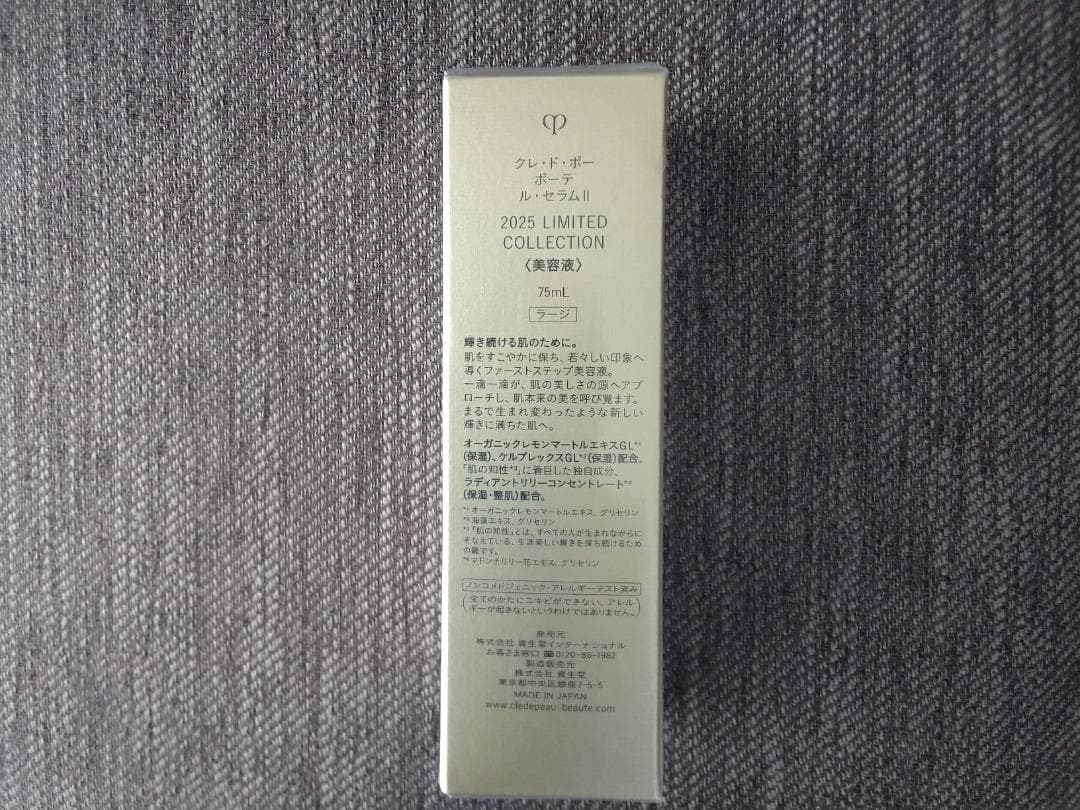 クレ・ド・ポー
ボーテ
ル・セラムⅡ
2025 LIMITED
COLLECTION
〈美容液〉
75mL
ラージ
輝き続ける肌のために。
肌をすこやかに保ち、若々しい印象へ
導くファーストステップ美容液。
一滴一滴が、肌の美しさの源へアプ
ローチし、肌本来の美を呼び覚ます。
まるで生まれ変わったような新しい
輝きに満ちた肌へ。
オーガニックレモンマートルエキスGL*1
(保湿)、ケルプレックスGL*2(保湿)配合。
「肌の知性*3」に着目した独自成分、
ラディアントリリーコンセントレート*4
(保湿・整肌)配合。
*1 オーガニックレモンマートルエキス、グリセリン
*2 海藻エキス、グリセリン
*3 「肌の知性」とは、すべての人が生まれながらに
そなえている、生涯美しい輝きを保ち続けるため
の鍵です。
*4 マドンナリリー花エキス、グリセリン
ノンコメドジェニック・アレルギーテスト済み
(全てのかたにニキビができない、アレル
ギーが起きないというわけではありません。)
発売元
株式会社 資生堂インターナショナル
お客さま窓口 0120-86-1982
製造販売元
株式会社 資生堂
東京都中央区銀座7-5-5
MADE IN JAPAN
www.cledepeau-beaute.com